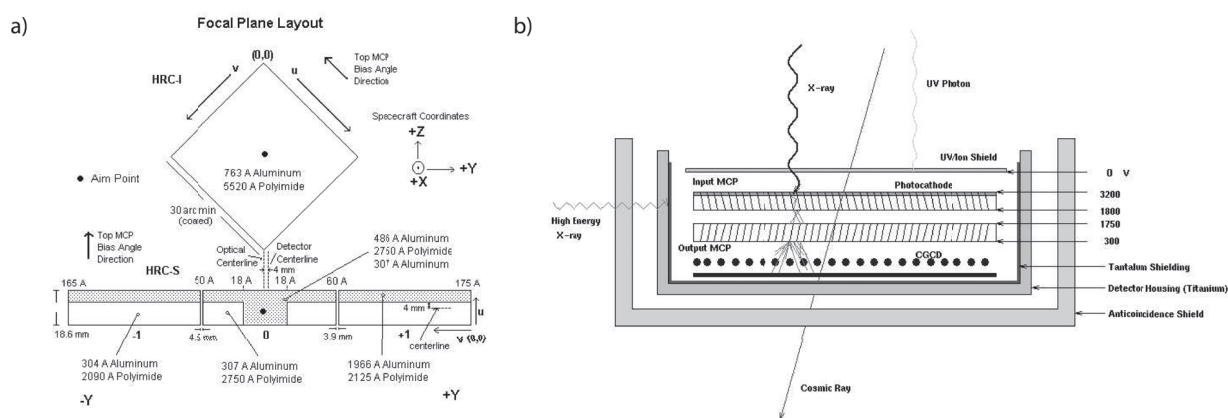 a)
Focal Plane Layout
(0,0)
Top MCP
Bias Angle
Direction
HRC-I
v
u
Spacecraft Coordinates
+Z
+Y
+X
763 A Aluminum
5520 A Polyimide
Aim Point
30 arc min
(coxed)
Top MCP
Bias Angle
Direction
Optical
Centerline
Detector
Centerline
4 mm
486 A Aluminum
2750 A Polyimide
307 A Aluminum
HRC-S
165 A
50 A
18 A
18 A
60 A
175 A
4 mm
u
18.6 mm
-1
4.5 mm
0
3.9 mm
+1
centerline
v (0,0)
304 A Aluminum
2090 A Polyimide
307 A Aluminum
2750 A Polyimide
1966 A Aluminum
2125 A Polyimide
-Y
+Y
b)
X-ray
UV Photon
UV/Ion Shield
0 V
Input MCP
Photocathode
3200
1800
High Energy
X-ray
1750
300
Output MCP
CGCD
Tantalum Shielding
Detector Housing (Titanium)
Anticoincidence Shield
Cosmic Ray